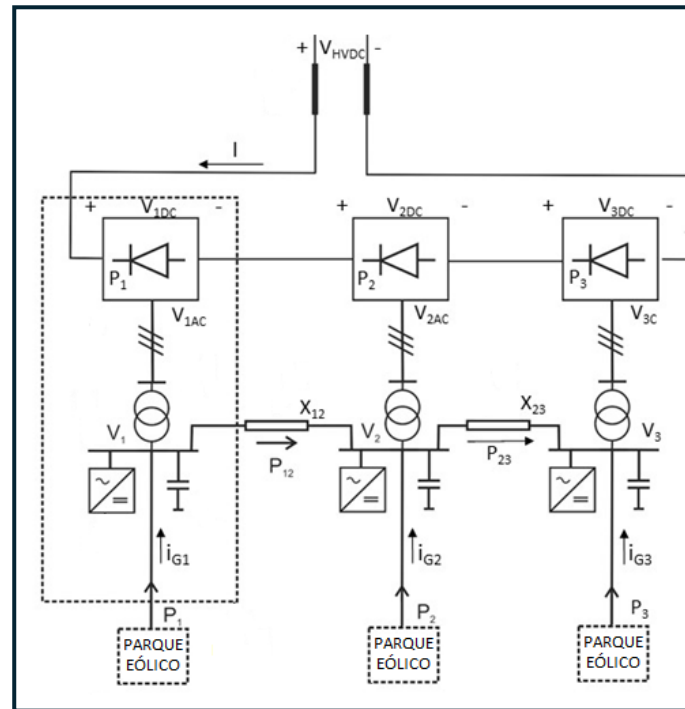 + V_HVDC -
I
+ V_1DC - + V_2DC - + V_3DC -
P_1 P_2 P_3
V_1AC V_2AC V_3C
X_12 X_23
V_1 V_2 V_3
P_12 P_23
i_G1 i_G2 i_G3
P_1 P_2 P_3
PARQUE EÓLICO
PARQUE EÓLICO
PARQUE EÓLICO